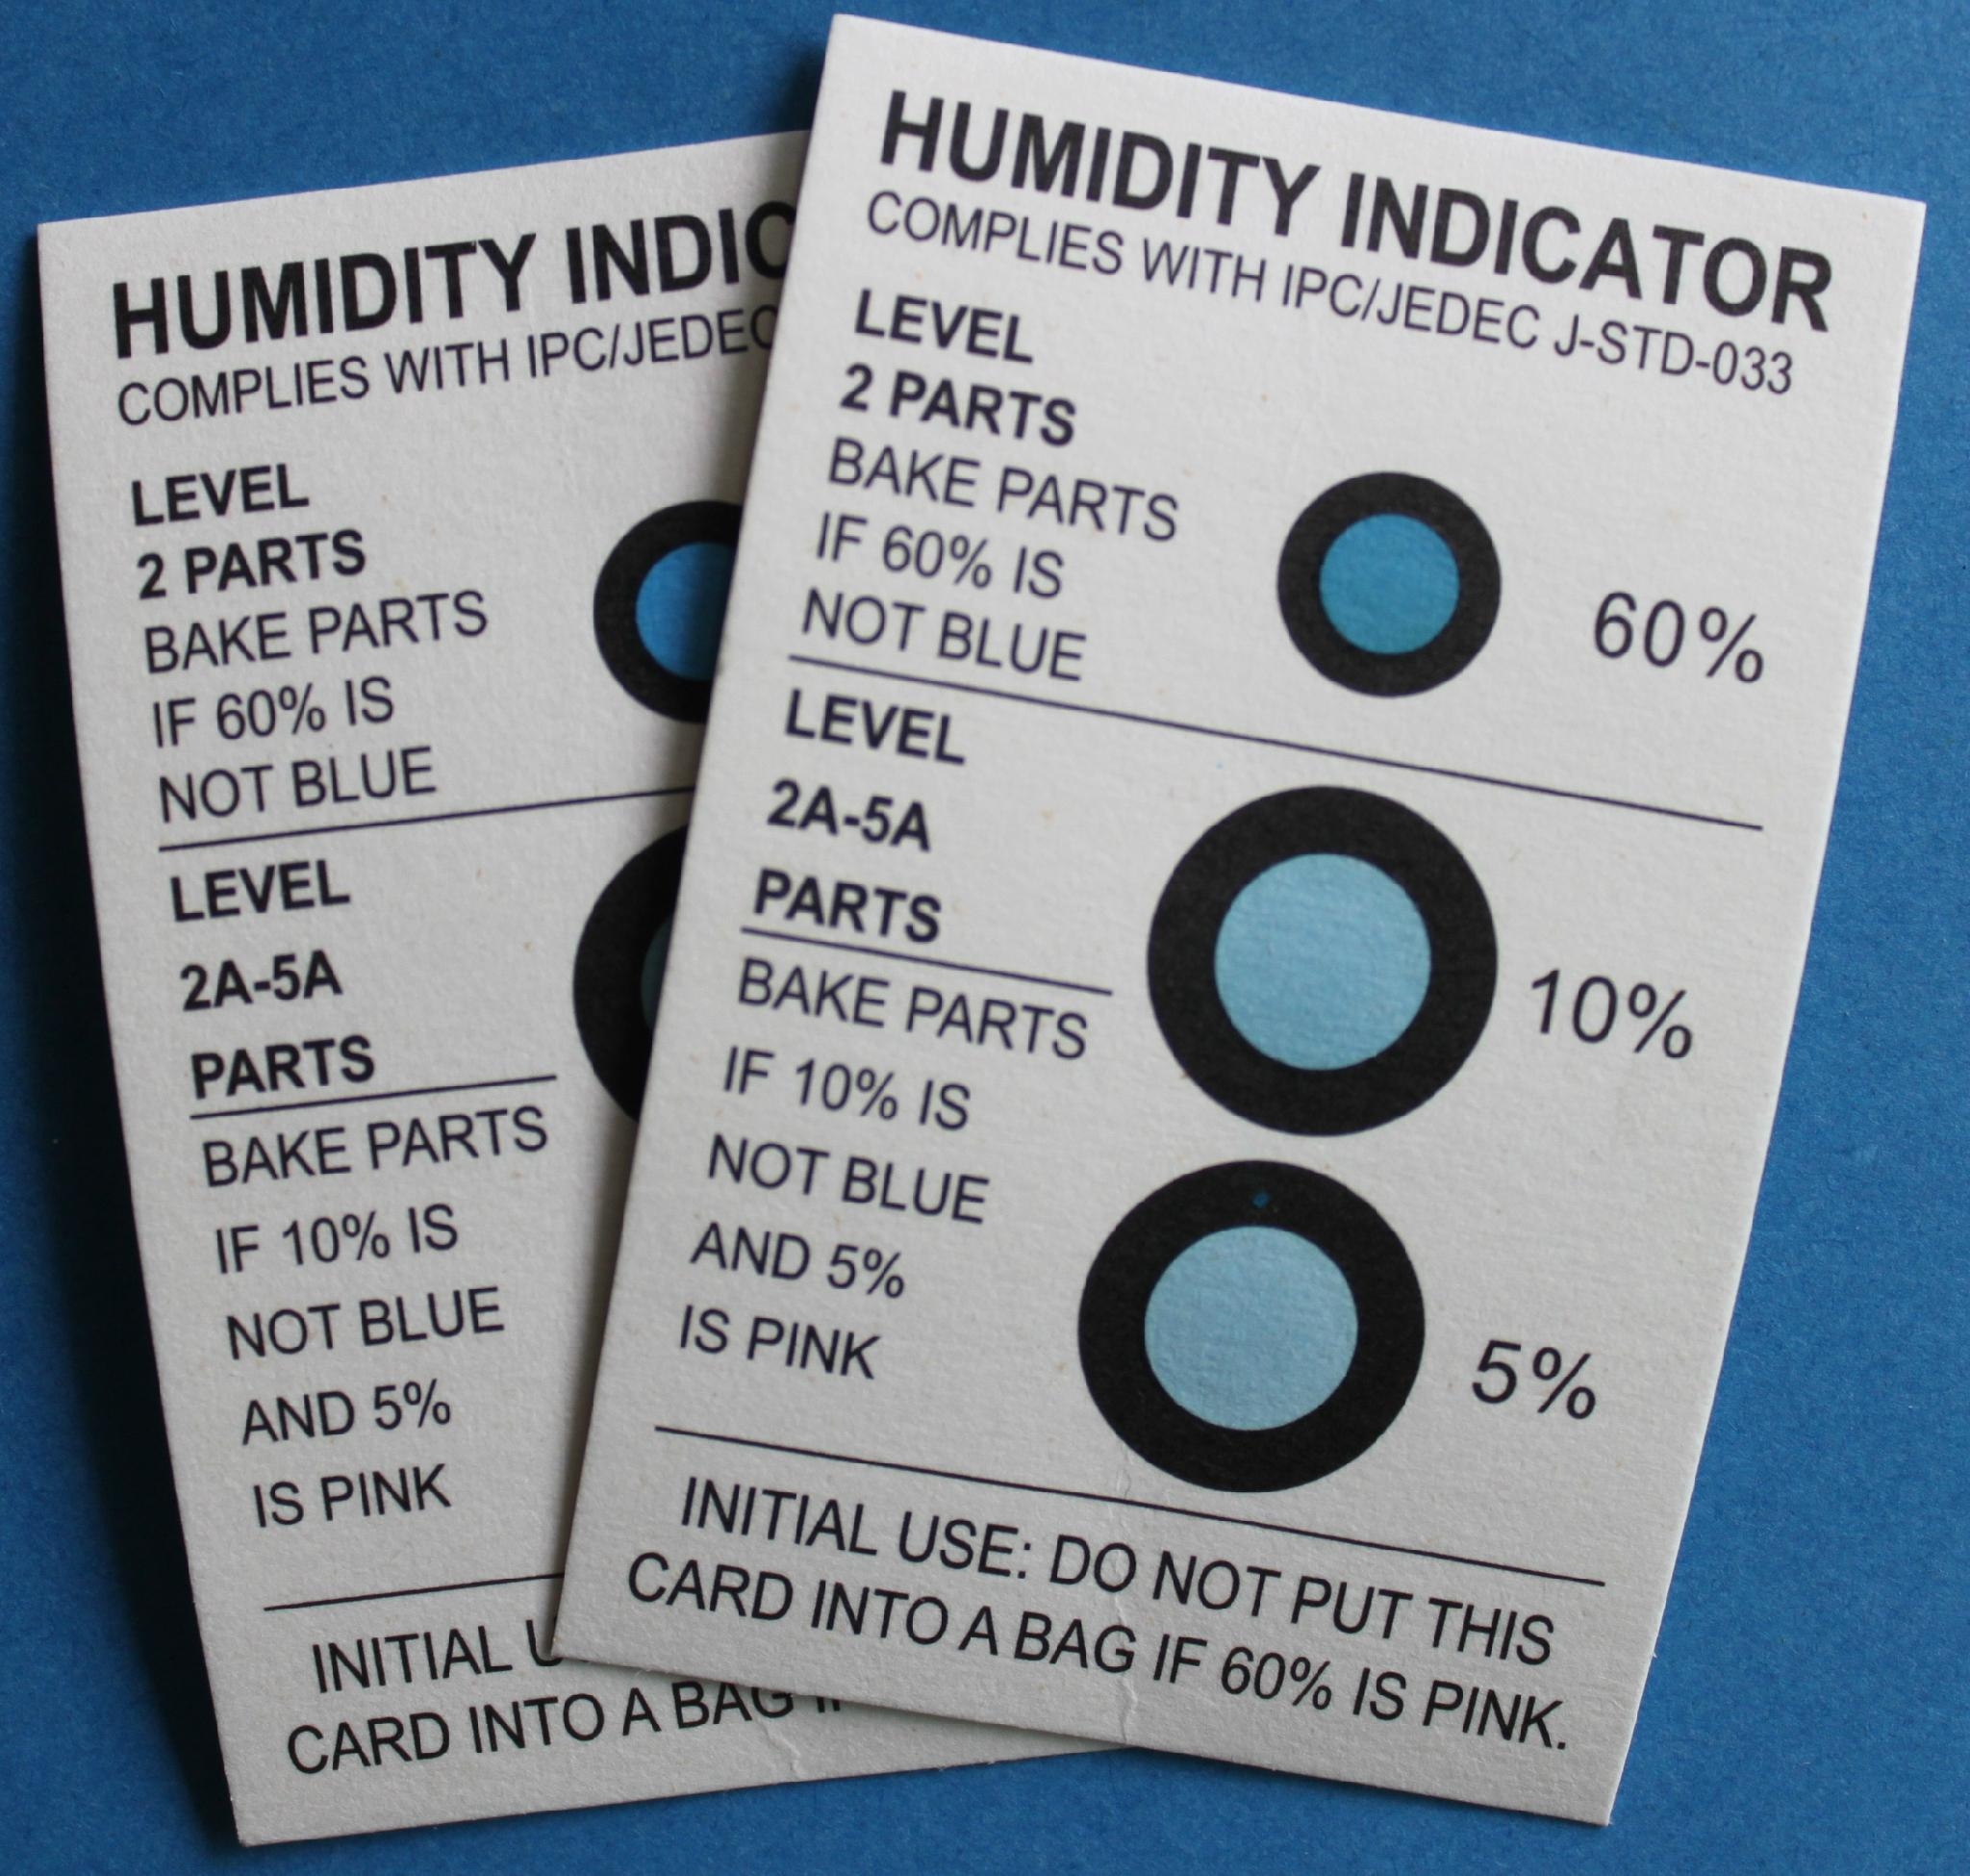 HUMIDITY INDIC
COMPLIES WITH IPC/JEDEC
LEVEL
2 PARTS
BAKE PARTS
IF 60% IS
NOT BLUE
LEVEL
2A-5A
PARTS
BAKE PARTS
IF 10% IS
NOT BLUE
AND 5%
IS PINK
INITIAL U
CARD INTO A BAG
HUMIDITY INDICATOR
COMPLIES WITH IPC/JEDEC J-STD-033
LEVEL
2 PARTS
BAKE PARTS
IF 60% IS
NOT BLUE
60%
LEVEL
2A-5A
PARTS
BAKE PARTS
IF 10% IS
NOT BLUE
AND 5%
IS PINK
10%
5%
INITIAL USE: DO NOT PUT THIS
CARD INTO A BAG IF 60% IS PINK.